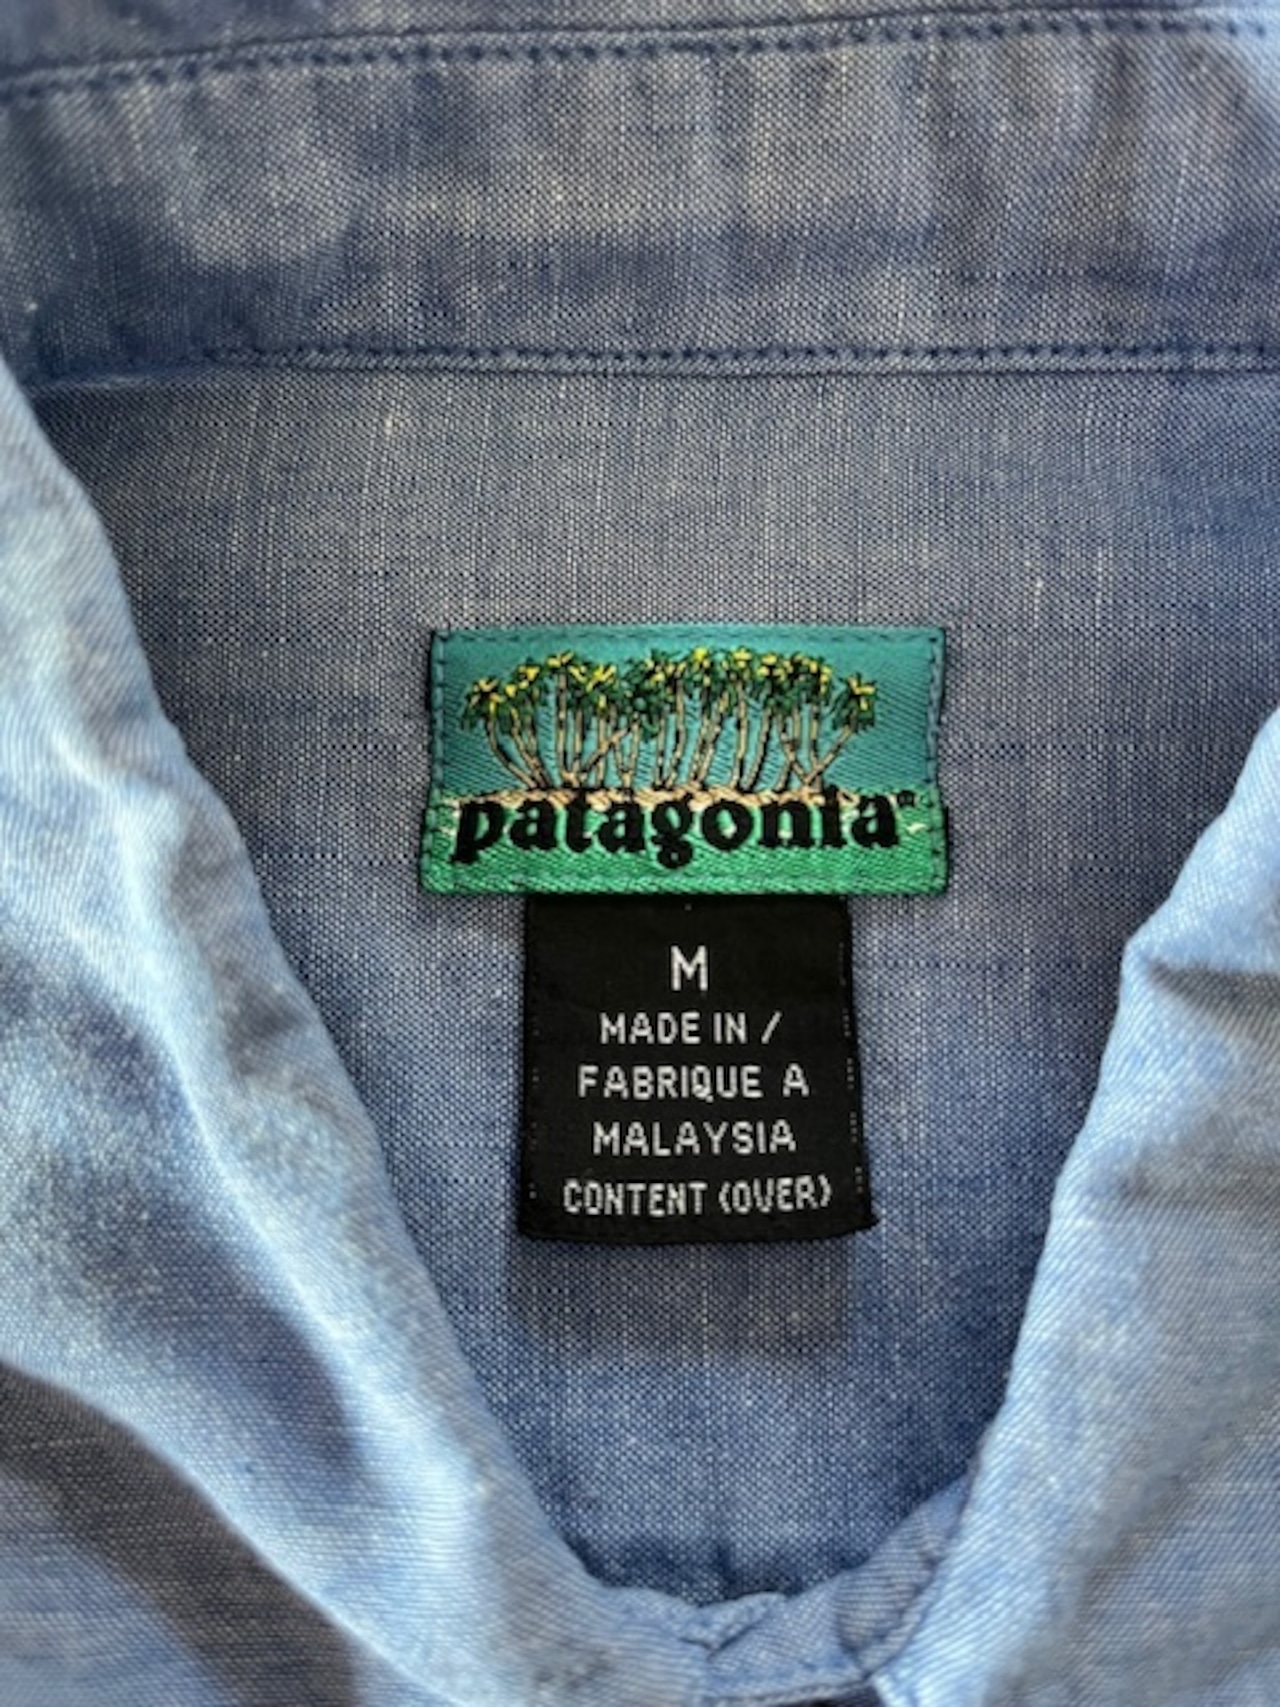 patagonia
M
MADE IN /
FABRIQUE A
MALAYSIA
CONTENT (OVER)